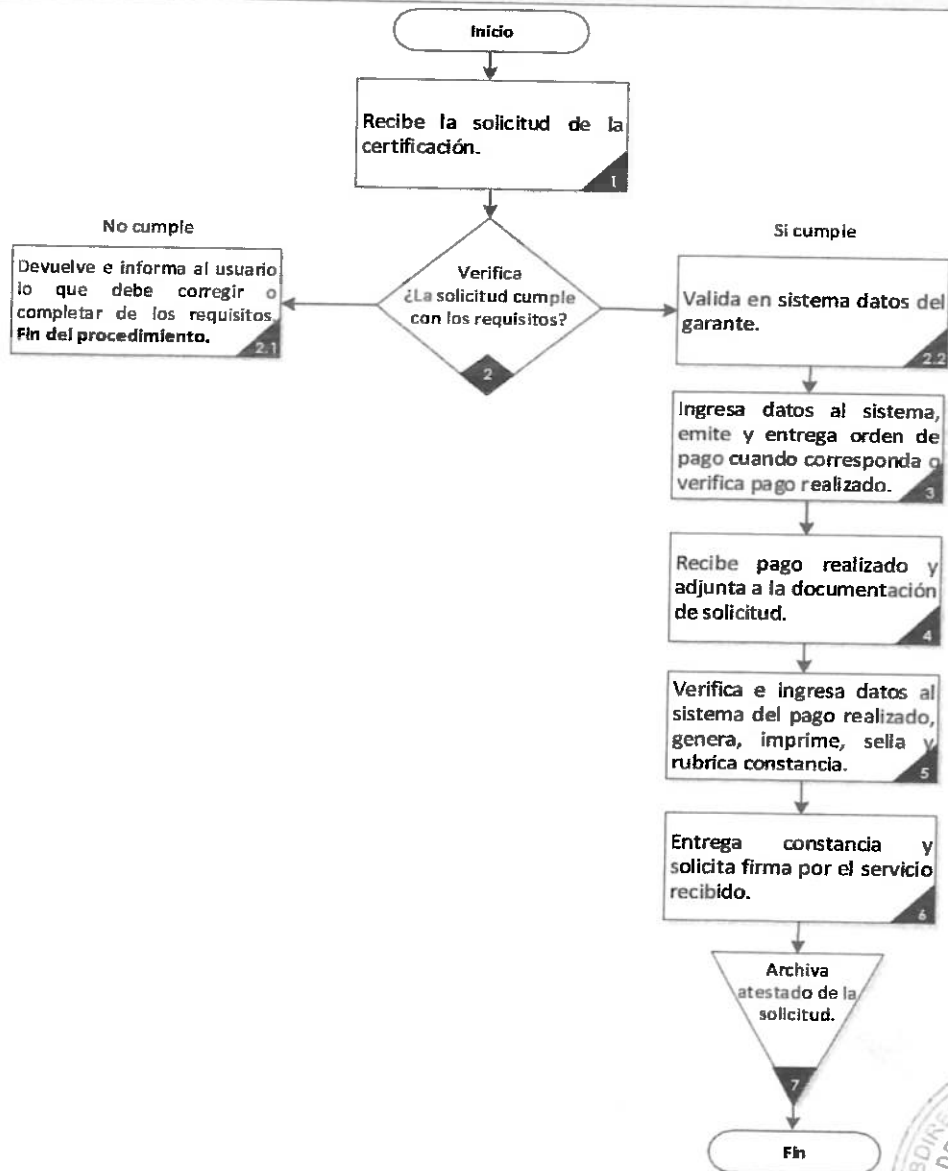 Inicio
Recibe la solicitud de la
certificación.
1
No cumple
Si cumple
Devuelve e informa al usuario
lo que debe corregir o
completar de los requisitos.
Fin del procedimiento.
2.1
Verifica
¿La solicitud cumple
con los requisitos?
2
Valida en sistema datos del
garante.
2.2
Ingresa datos al sistema,
emite y entrega orden de
pago cuando corresponda o
verifica pago realizado.
3
Recibe pago realizado y
adjunta a la documentación
de solicitud.
4
Verifica e ingresa datos al
sistema del pago realizado,
genera, imprime, sella y
rubrica constancia.
5
Entrega constancia y
solicita firma por el servicio
recibido.
6
Archiva
atestado de la
solicitud.
7
Fin